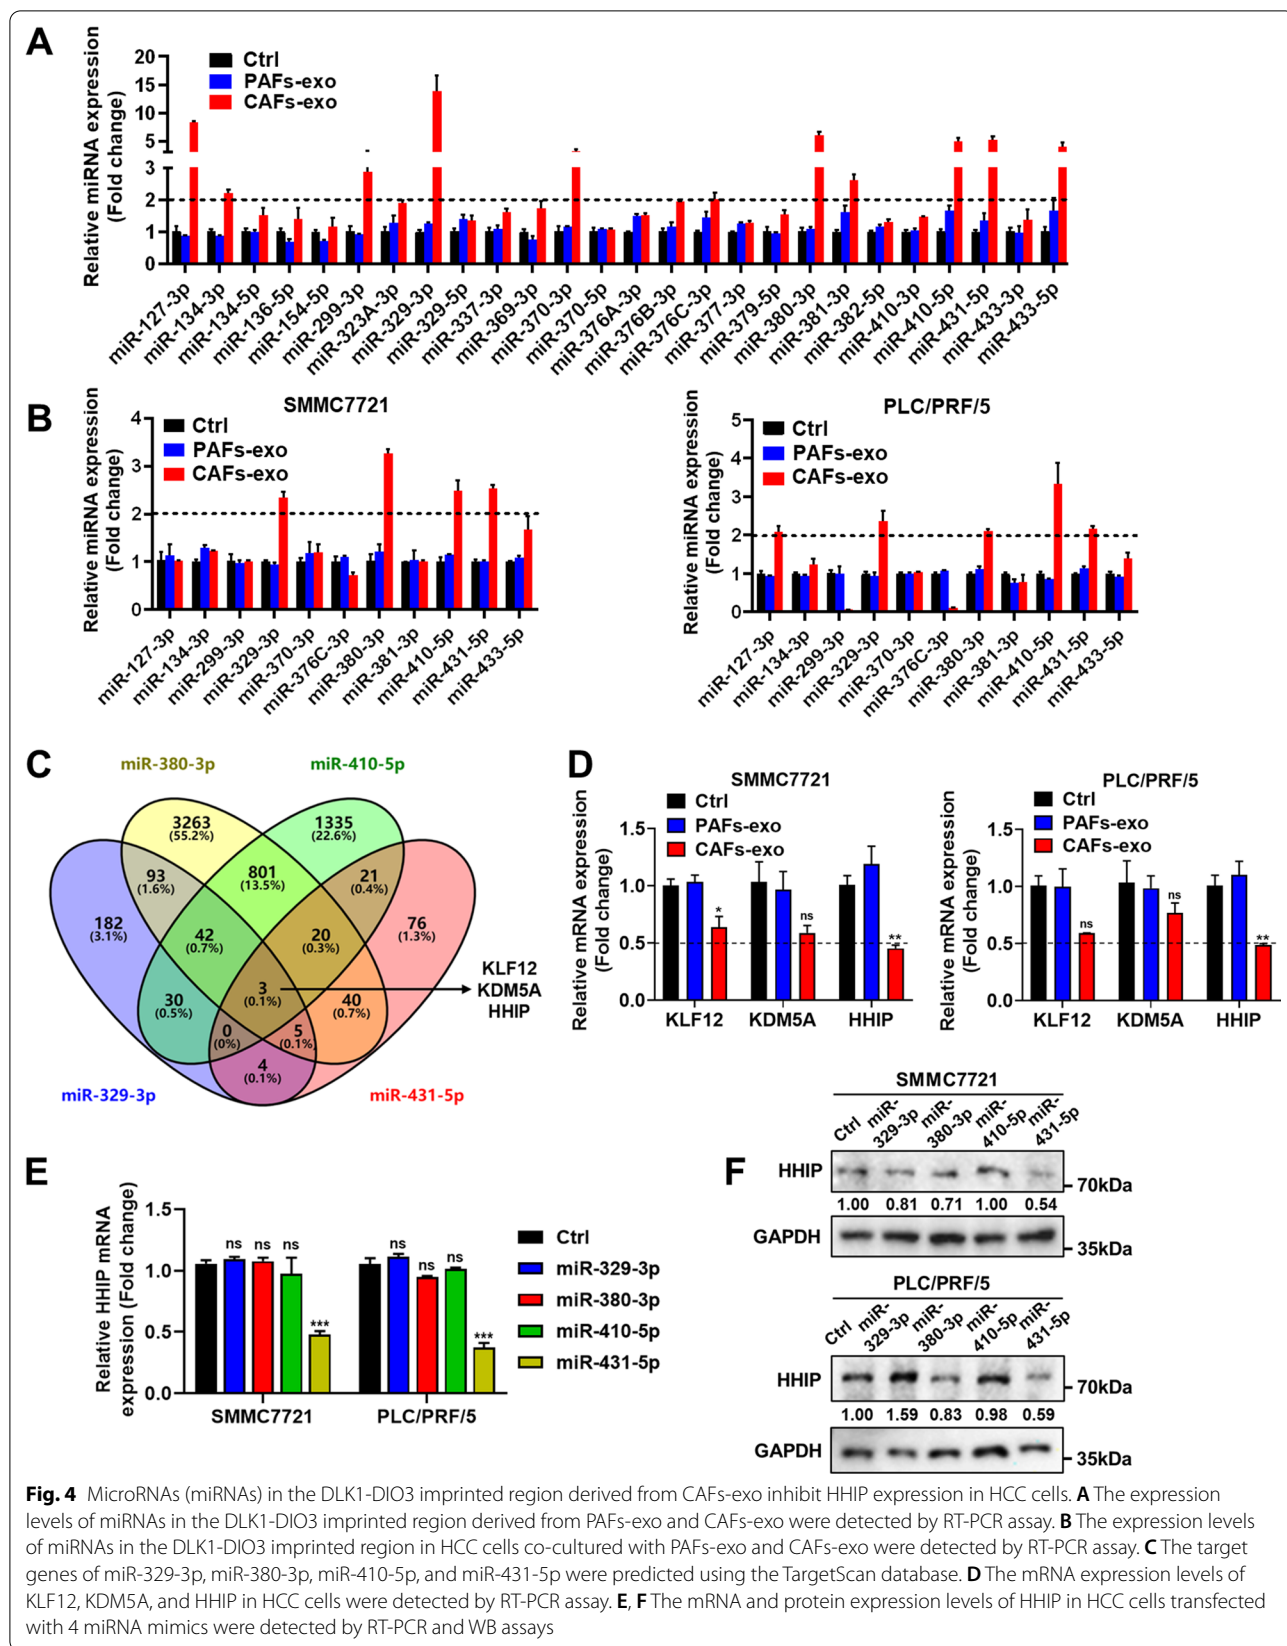 A
Relative miRNA expression
(Fold change)
20
15
10
5
3
2
1
0
Ctrl
PAFs-exo
CAFs-exo
miR-127-3p
miR-134-3p
miR-134-5p
miR-136-5p
miR-154-5p
miR-299-3p
miR-323A-3p
miR-329-3p
miR-329-5p
miR-337-3p
miR-369-3p
miR-370-3p
miR-370-5p
miR-376A-3p
miR-376B-3p
miR-376C-3p
miR-377-3p
miR-379-5p
miR-380-3p
miR-381-3p
miR-382-5p
miR-410-3p
miR-410-5p
miR-431-5p
miR-433-3p
miR-433-5p
B
SMMC7721
Relative miRNA expression
(Fold change)
4
3
2
1
0
Ctrl
PAFs-exo
CAFs-exo
miR-127-3p
miR-134-3p
miR-299-3p
miR-329-3p
miR-370-3p
miR-376C-3p
miR-380-3p
miR-381-3p
miR-410-5p
miR-431-5p
miR-433-5p
PLC/PRF/5
Relative miRNA expression
(Fold change)
5
4
3
2
1
0
Ctrl
PAFs-exo
CAFs-exo
miR-127-3p
miR-134-3p
miR-299-3p
miR-329-3p
miR-370-3p
miR-376C-3p
miR-380-3p
miR-381-3p
miR-410-5p
miR-431-5p
miR-433-5p
C
miR-380-3p
miR-410-5p
3263
(55.2%)
1335
(22.6%)
93
(1.6%)
801
(13.5%)
21
(0.4%)
182
(3.1%)
42
(0.7%)
20
(0.3%)
76
(1.3%)
3
(0.1%)
KLF12
KDM5A
HHIP
30
(0.5%)
40
(0.7%)
0
(0%)
5
(0.1%)
4
(0.1%)
miR-329-3p
miR-431-5p
D
SMMC7721
Relative mRNA expression
(Fold change)
1.5
1.0
0.5
0.0
Ctrl
PAFs-exo
CAFs-exo
*
ns
**
KLF12 KDM5A HHIP
PLC/PRF/5
Relative mRNA expression
(Fold change)
1.5
1.0
0.5
0.0
Ctrl
PAFs-exo
CAFs-exo
ns
ns
**
KLF12 KDM5A HHIP
E
Relative HHIP mRNA
expression (Fold change)
1.5
1.0
0.5
0.0
ns ns ns ***
ns ns ns ***
SMMC7721 PLC/PRF/5
Ctrl
miR-329-3p
miR-380-3p
miR-410-5p
miR-431-5p
F
SMMC7721
Ctrl
miR-
329-3p
miR-
380-3p
miR-
410-5p
miR-
431-5p
HHIP
70kDa
1.00 0.81 0.71 1.00 0.54
GAPDH
35kDa
PLC/PRF/5
Ctrl
miR-
329-3p
miR-
380-3p
miR-
410-5p
miR-
431-5p
HHIP
70kDa
1.00 1.59 0.83 0.98 0.59
GAPDH
35kDa
Fig. 4 MicroRNAs (miRNAs) in the DLK1-DIO3 imprinted region derived from CAFs-exo inhibit HHIP expression in HCC cells. A The expression
levels of miRNAs in the DLK1-DIO3 imprinted region derived from PAFs-exo and CAFs-exo were detected by RT-PCR assay. B The expression levels
of miRNAs in the DLK1-DIO3 imprinted region in HCC cells co-cultured with PAFs-exo and CAFs-exo were detected by RT-PCR assay. C The target
genes of miR-329-3p, miR-380-3p, miR-410-5p, and miR-431-5p were predicted using the TargetScan database. D The mRNA expression levels of
KLF12, KDM5A, and HHIP in HCC cells were detected by RT-PCR assay. E, F The mRNA and protein expression levels of HHIP in HCC cells transfected
with 4 miRNA mimics were detected by RT-PCR and WB assays